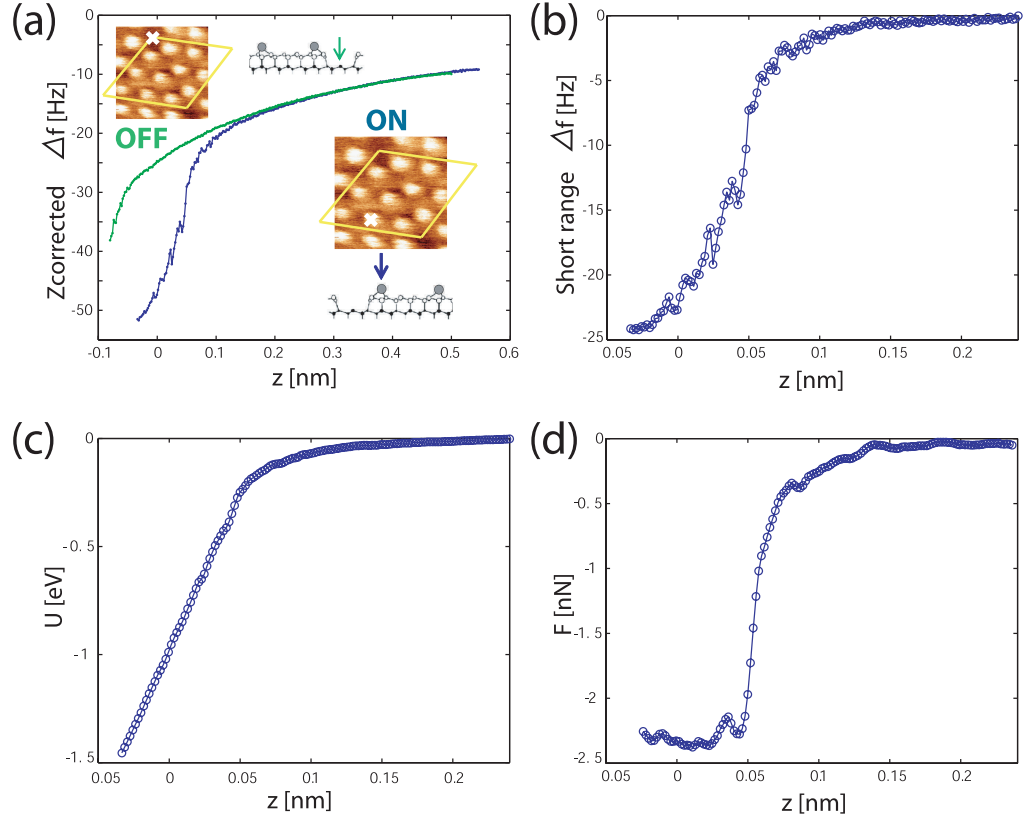 (a)
Zcorrected Δf [Hz]
0
-10
-20
-30
-40
-50
OFF
ON
-0.1 0 0.1 0.2 0.3 0.4 0.5 0.6
z [nm]
(b)
Short range Δf [Hz]
0
-5
-10
-15
-20
-25
0.05 0 0.05 0.1 0.15 0.2
z [nm]
(c)
U [eV]
0
-0.5
-1
-1.5
0.05 0 0.05 0.1 0.15 0.2
z [nm]
(d)
F [nN]
0
-0.5
-1
-1.5
-2
-2.5
0.05 0 0.05 0.1 0.15 0.2
z [nm]